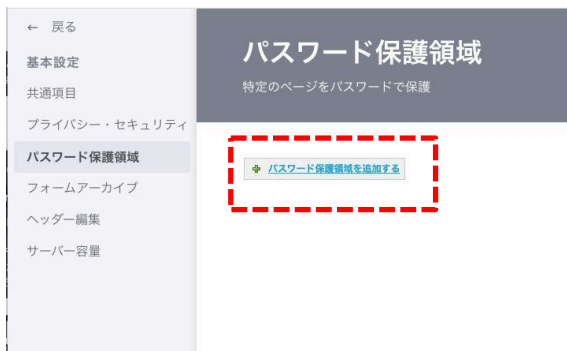 ← 戻る
基本設定
共通項目
プライバシー・セキュリティ
パスワード保護領域
フォームアーカイブ
ヘッダー編集
サーバー容量
パスワード保護領域
特定のページをパスワードで保護
パスワード保護領域を追加する